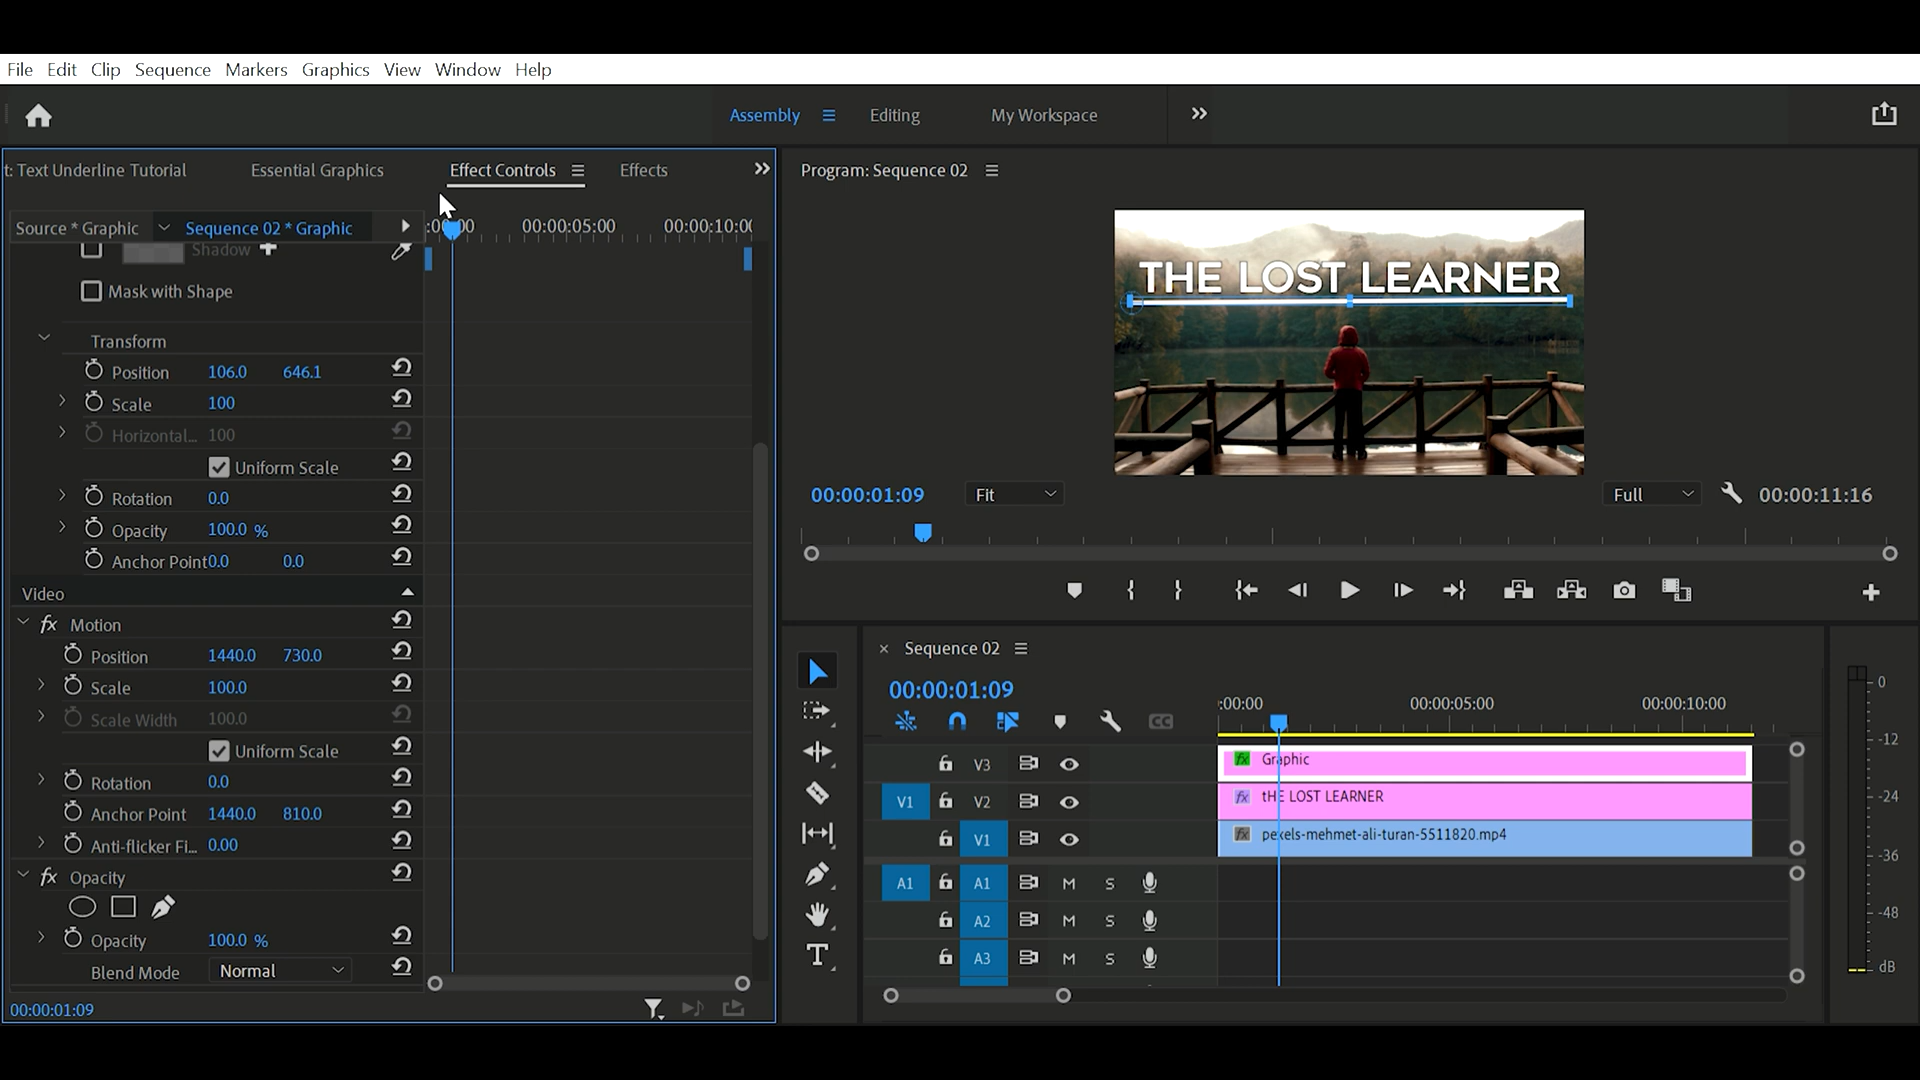 File Edit Clip Sequence Markers Graphics View Window Help
Assembly Editing My Workspace
t: Text Underline Tutorial Essential Graphics Effect Controls Effects
Source * Graphic Sequence 02 * Graphic
:00:00 00:00:05:00 00:00:10:0
Shadow
Mask with Shape
Transform
Position 106.0 646.1
Scale 100
Horizontal... 100
Uniform Scale
Rotation 0.0
Opacity 100.0 %
Anchor Point 0.0 0.0
Video
fx Motion
Position 1440.0 730.0
Scale 100.0
Scale Width 100.0
Uniform Scale
Rotation 0.0
Anchor Point 1440.0 810.0
Anti-flicker Fi... 0.00
fx Opacity
Opacity 100.0 %
Blend Mode Normal
00:00:01:09
Program: Sequence 02
THE LOST LEARNER
00:00:01:09 Fit Full 00:00:11:16
× Sequence 02
00:00:01:09
:00:00 00:00:05:00 00:00:10:00
CC
V3 fx Graphic
V1 V2 fx tHE LOST LEARNER
V1 fx pexels-mehmet-ali-turan-5511820.mp4
A1 A1 M S
A2 M S
A3 M S
T
0
-12
-24
-36
-48
dB